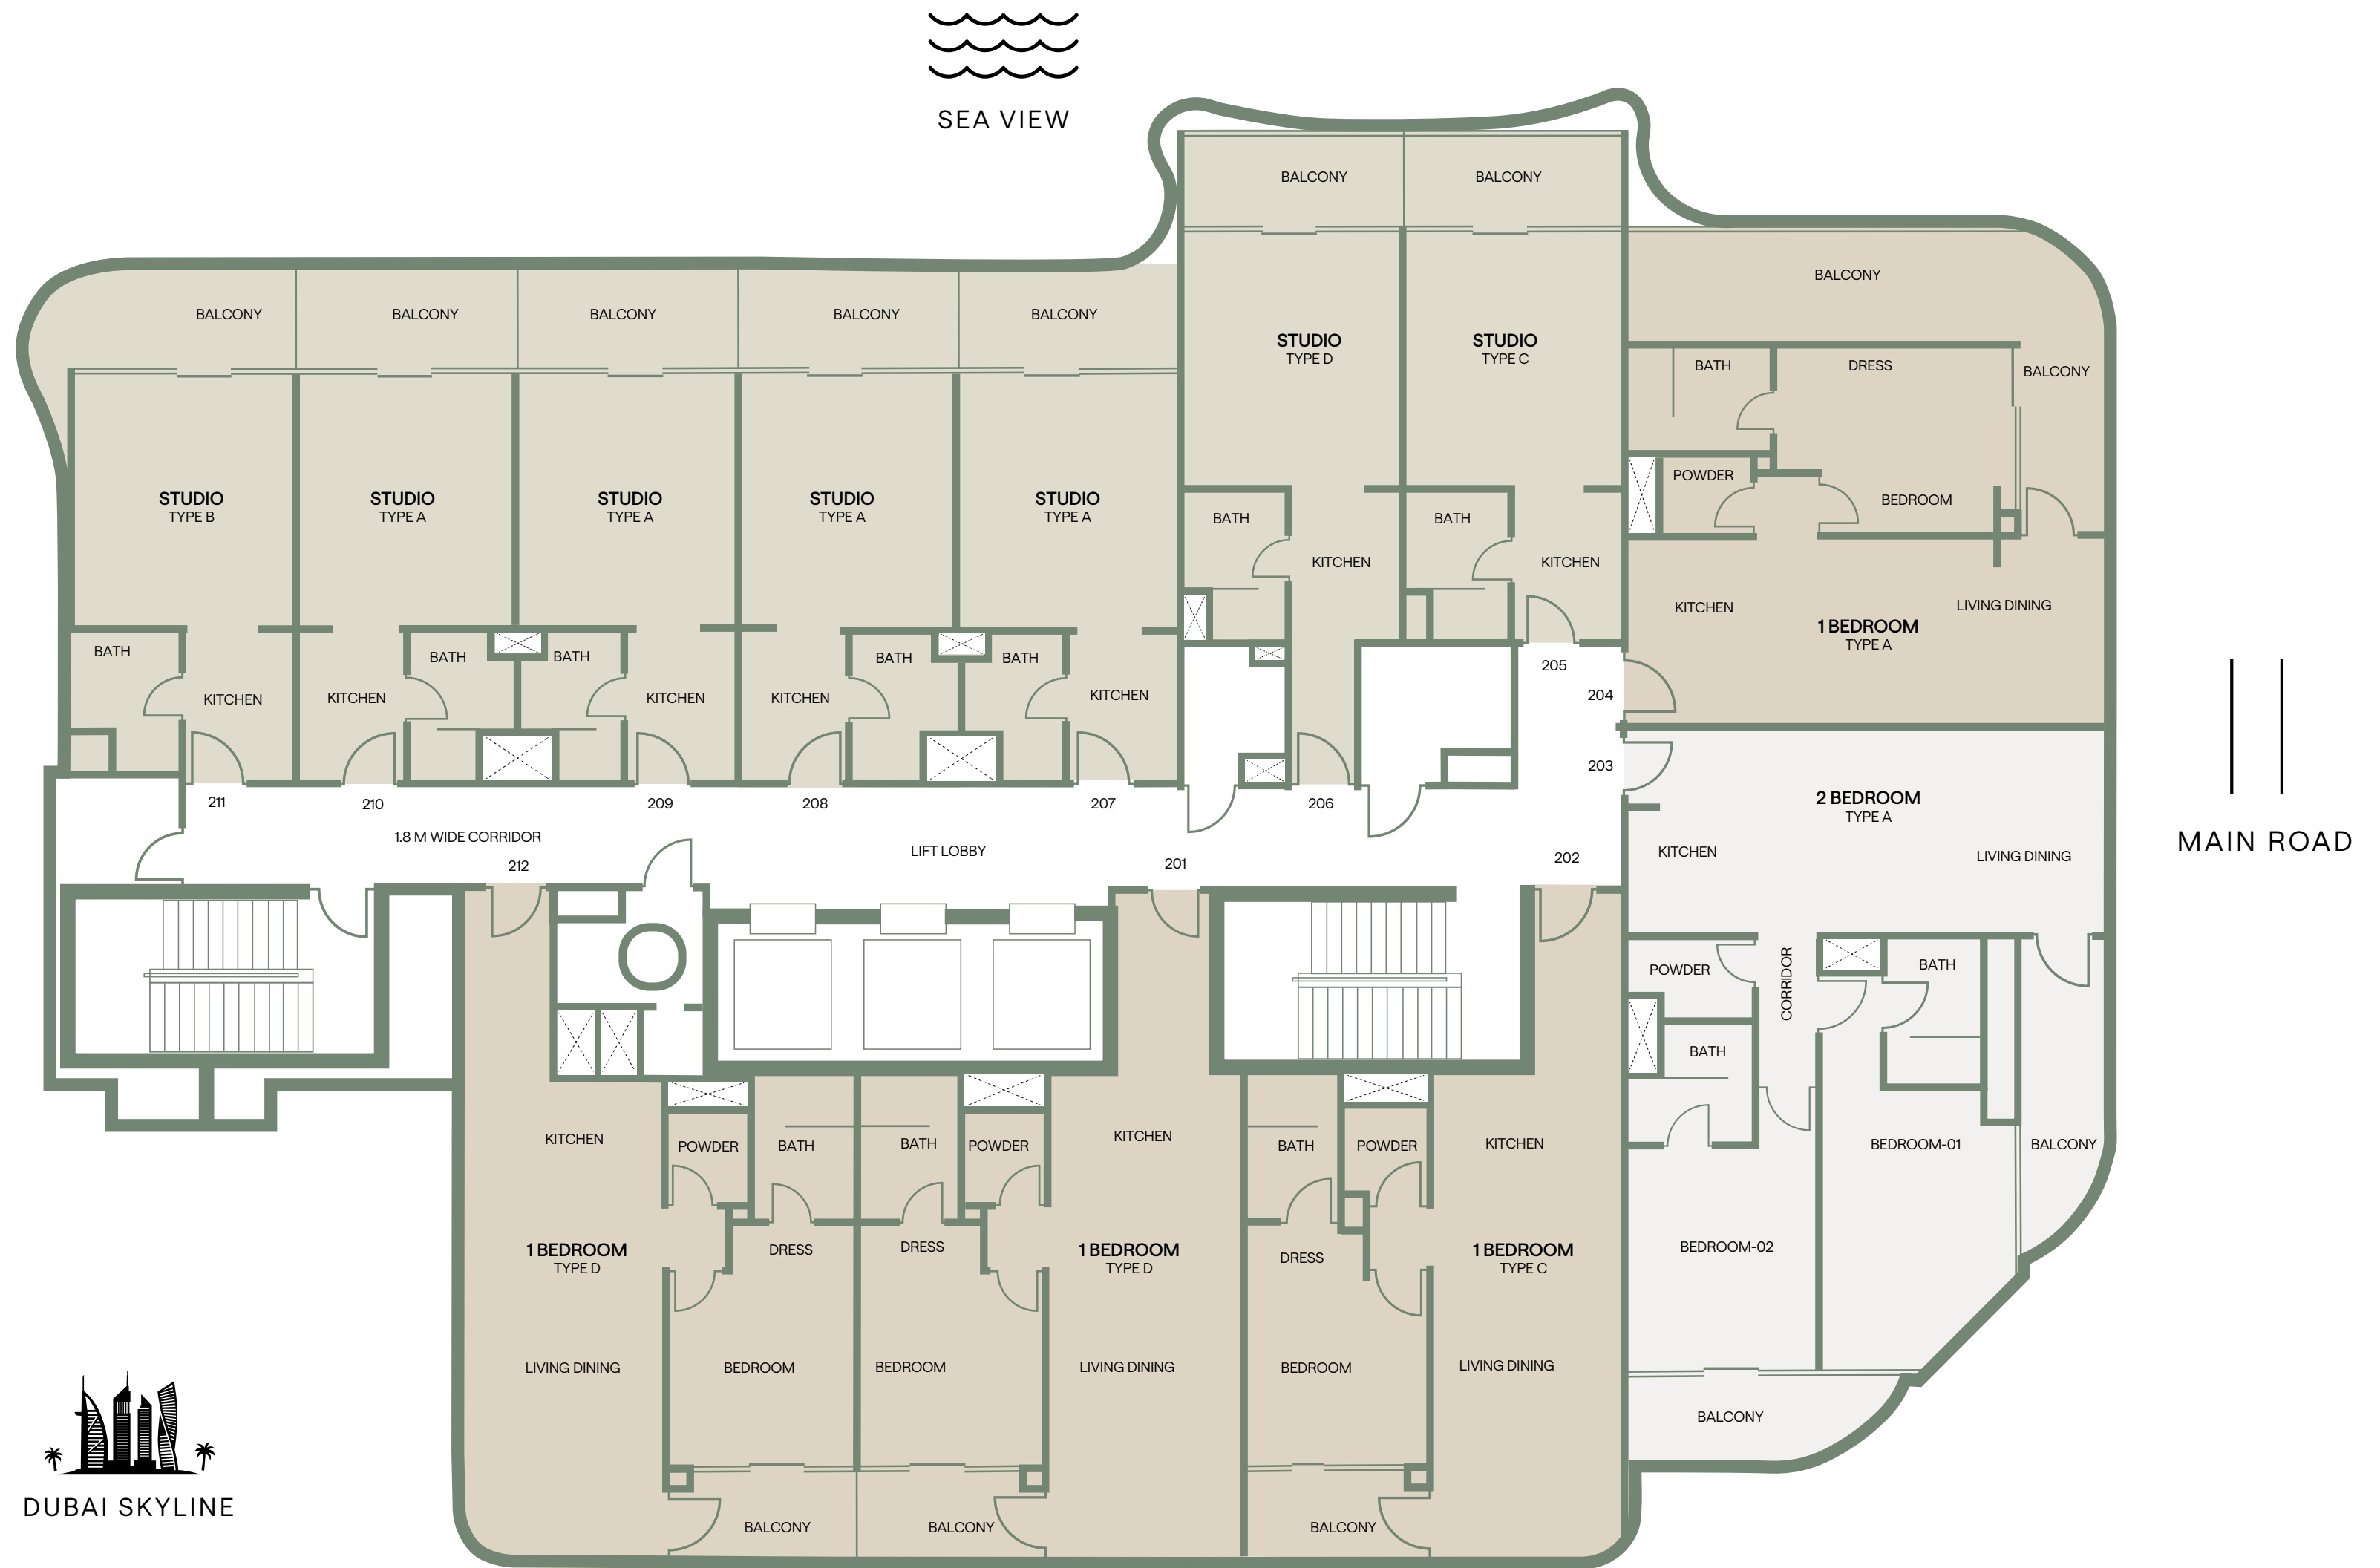 SEA VIEW
BALCONY
BALCONY
BALCONY
BALCONY
BALCONY
BALCONY
BALCONY
BALCONY
BALCONY
BALCONY
STUDIO
TYPE D
STUDIO
TYPE C
BATH
DRESS
POWDER
BEDROOM
STUDIO
TYPE B
STUDIO
TYPE A
STUDIO
TYPE A
STUDIO
TYPE A
STUDIO
TYPE A
BATH
BATH
KITCHEN
KITCHEN
KITCHEN
LIVING DINING
1 BEDROOM
TYPE A
BATH
BATH
BATH
BATH
BATH
KITCHEN
KITCHEN
KITCHEN
KITCHEN
KITCHEN
205
204
203
211
210
209
208
207
206
1.8 M WIDE CORRIDOR
LIFT LOBBY
212
201
202
2 BEDROOM
TYPE A
KITCHEN
LIVING DINING
MAIN ROAD
POWDER
CORRIDOR
BATH
BATH
BEDROOM-01
BALCONY
BEDROOM-02
BALCONY
KITCHEN
POWDER
BATH
BATH
POWDER
KITCHEN
BATH
POWDER
KITCHEN
1 BEDROOM
TYPE D
DRESS
DRESS
1 BEDROOM
TYPE D
DRESS
1 BEDROOM
TYPE C
LIVING DINING
BEDROOM
BEDROOM
LIVING DINING
BEDROOM
LIVING DINING
BALCONY
BALCONY
BALCONY
DUBAI SKYLINE